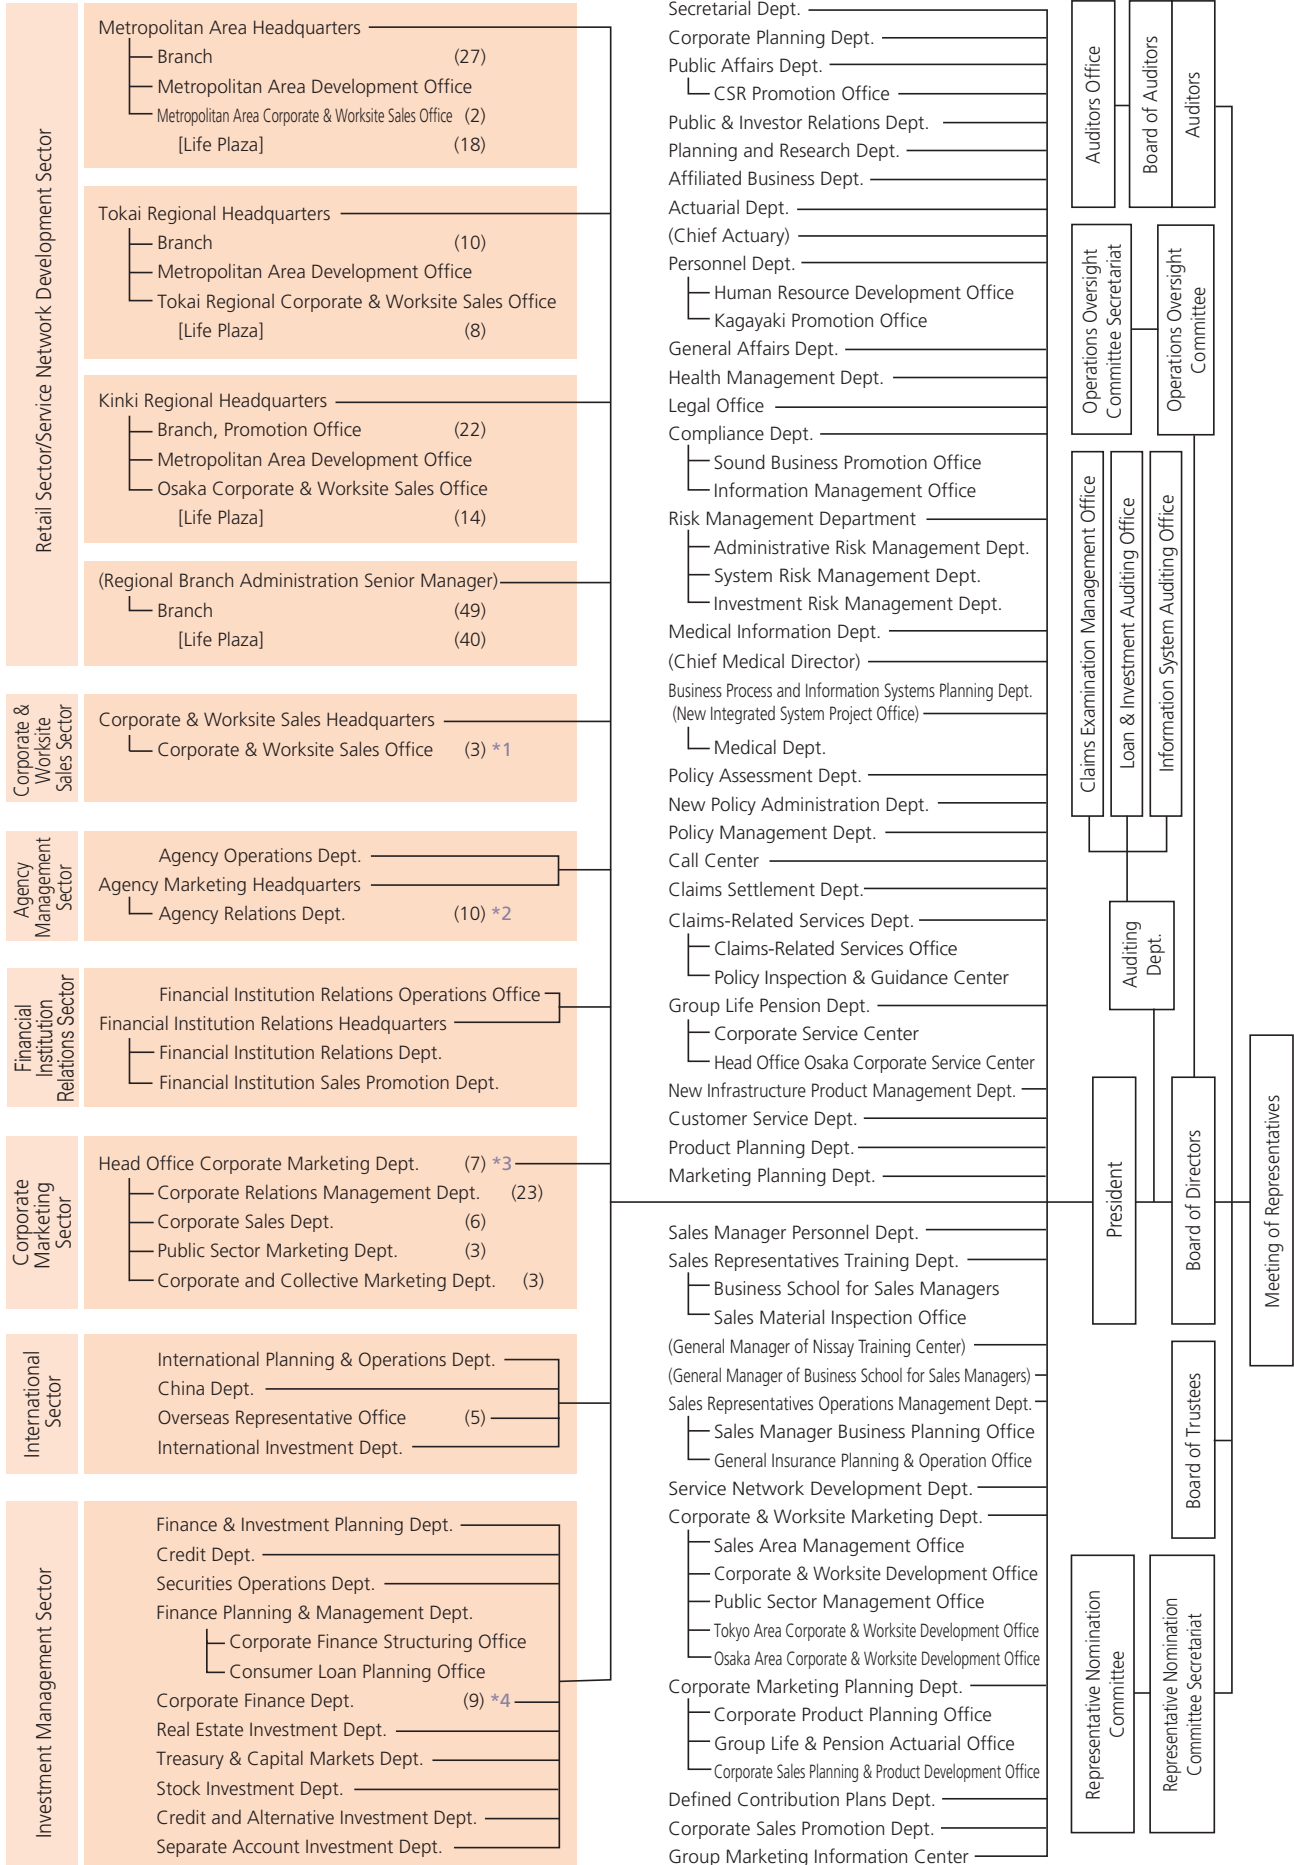 Retail Sector/Service Network Development Sector
Metropolitan Area Headquarters
Branch (27)
Metropolitan Area Development Office
Metropolitan Area Corporate & Worksite Sales Office (2)
[Life Plaza] (18)
Tokai Regional Headquarters
Branch (10)
Metropolitan Area Development Office
Tokai Regional Corporate & Worksite Sales Office
[Life Plaza] (8)
Kinki Regional Headquarters
Branch, Promotion Office (22)
Metropolitan Area Development Office
Osaka Corporate & Worksite Sales Office
[Life Plaza] (14)
(Regional Branch Administration Senior Manager)
Branch (49)
[Life Plaza] (40)
Corporate &
Worksite
Sales Sector
Corporate & Worksite Sales Headquarters
Corporate & Worksite Sales Office (3) *1
Agency
Management
Sector
Agency Operations Dept.
Agency Marketing Headquarters
Agency Relations Dept. (10) *2
Financial
Institution
Relations Sector
Financial Institution Relations Operations Office
Financial Institution Relations Headquarters
Financial Institution Relations Dept.
Financial Institution Sales Promotion Dept.
Corporate
Marketing
Sector
Head Office Corporate Marketing Dept. (7) *3
Corporate Relations Management Dept. (23)
Corporate Sales Dept. (6)
Public Sector Marketing Dept. (3)
Corporate and Collective Marketing Dept. (3)
International
Sector
International Planning & Operations Dept.
China Dept.
Overseas Representative Office (5)
International Investment Dept.
Investment Management Sector
Finance & Investment Planning Dept.
Credit Dept.
Securities Operations Dept.
Finance Planning & Management Dept.
Corporate Finance Structuring Office
Consumer Loan Planning Office
Corporate Finance Dept. (9) *4
Real Estate Investment Dept.
Treasury & Capital Markets Dept.
Stock Investment Dept.
Credit and Alternative Investment Dept.
Separate Account Investment Dept.
Secretarial Dept.
Corporate Planning Dept.
Public Affairs Dept.
CSR Promotion Office
Public & Investor Relations Dept.
Planning and Research Dept.
Affiliated Business Dept.
Actuarial Dept.
(Chief Actuary)
Personnel Dept.
Human Resource Development Office
Kagayaki Promotion Office
General Affairs Dept.
Health Management Dept.
Legal Office
Compliance Dept.
Sound Business Promotion Office
Information Management Office
Risk Management Department
Administrative Risk Management Dept.
System Risk Management Dept.
Investment Risk Management Dept.
Medical Information Dept.
(Chief Medical Director)
Business Process and Information Systems Planning Dept.
(New Integrated System Project Office)
Medical Dept.
Policy Assessment Dept.
New Policy Administration Dept.
Policy Management Dept.
Call Center
Claims Settlement Dept.
Claims-Related Services Dept.
Claims-Related Services Office
Policy Inspection & Guidance Center
Group Life Pension Dept.
Corporate Service Center
Head Office Osaka Corporate Service Center
New Infrastructure Product Management Dept.
Customer Service Dept.
Product Planning Dept.
Marketing Planning Dept.
Sales Manager Personnel Dept.
Sales Representatives Training Dept.
Business School for Sales Managers
Sales Material Inspection Office
(General Manager of Nissay Training Center)
(General Manager of Business School for Sales Managers)
Sales Representatives Operations Management Dept.
Sales Manager Business Planning Office
General Insurance Planning & Operation Office
Service Network Development Dept.
Corporate & Worksite Marketing Dept.
Sales Area Management Office
Corporate & Worksite Development Office
Public Sector Management Office
Tokyo Area Corporate & Worksite Development Office
Osaka Area Corporate & Worksite Development Office
Corporate Marketing Planning Dept.
Corporate Product Planning Office
Group Life & Pension Actuarial Office
Corporate Sales Planning & Product Development Office
Defined Contribution Plans Dept.
Corporate Sales Promotion Dept.
Group Marketing Information Center
Auditors Office
Board of Auditors
Auditors
Operations Oversight
Committee Secretariat
Operations Oversight
Committee
Claims Examination Management Office
Loan & Investment Auditing Office
Information System Auditing Office
Auditing
Dept.
President
Board of Directors
Meeting of Representatives
Board of Trustees
Representative Nomination
Committee
Representative Nomination
Committee Secretariat